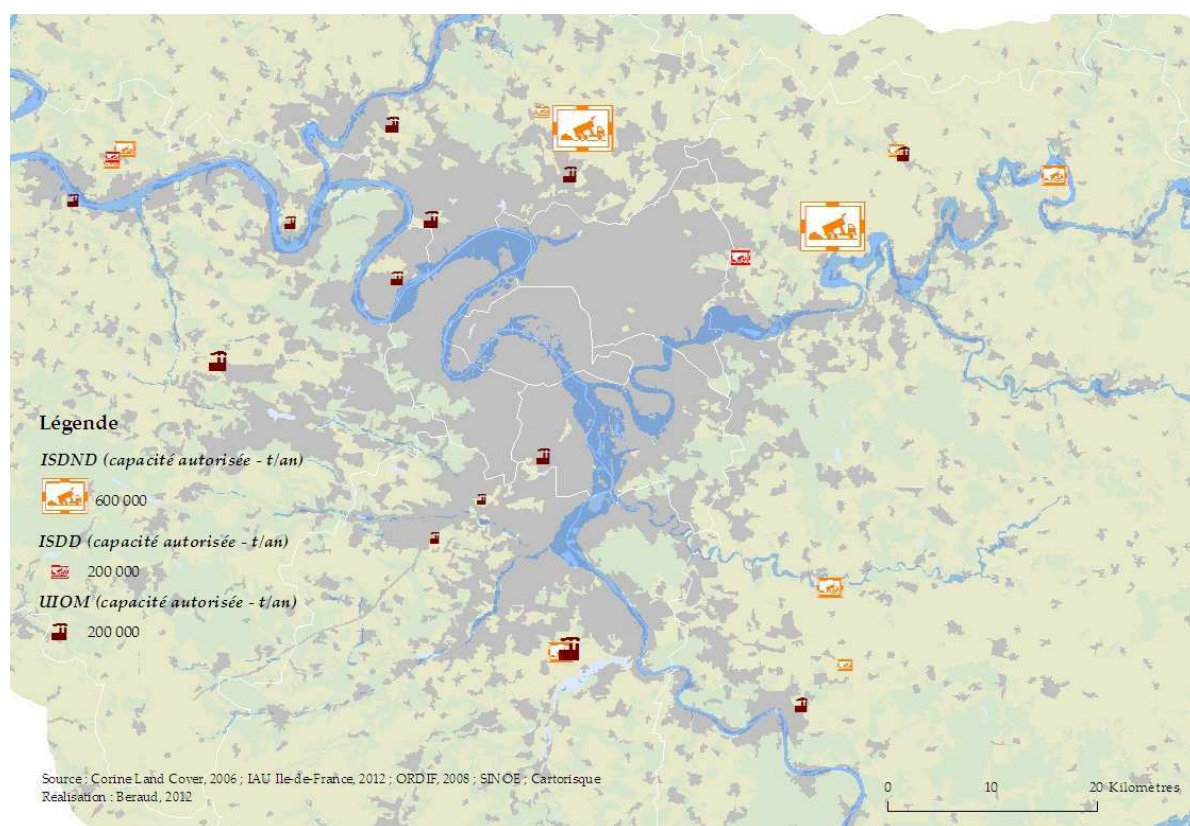 Légende
ISDND (capacité autorisée - t/an)
600 000
ISDD (capacité autorisée - t/an)
200 000
UIOM (capacité autorisée - t/an)
200 000
Source : Corine Land Cover, 2006 ; IAU Ile-de-France, 2012 ; ORDIF, 2008 ; SINOE ; Cartorisque
Réalisation : Beraud, 2012
0 10 20 Kilomètres